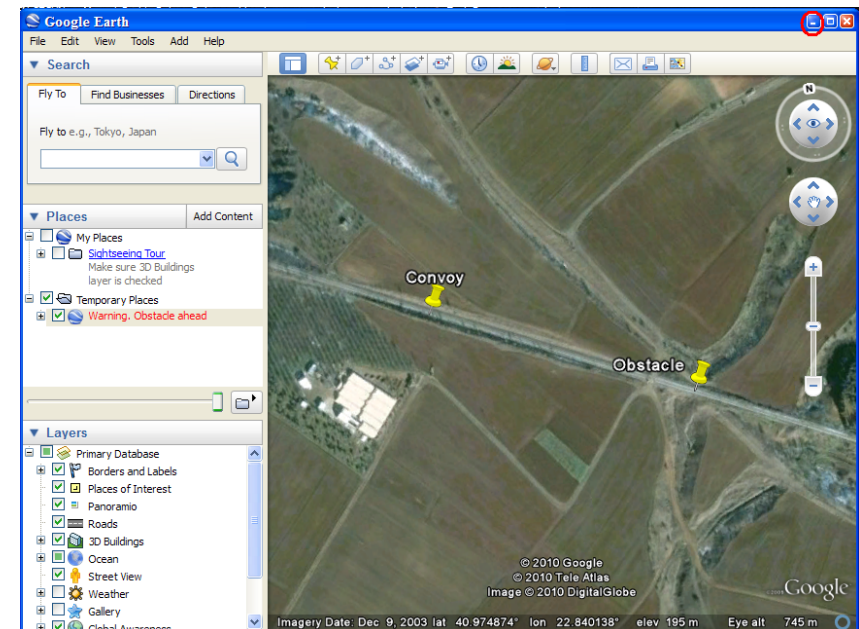 Google Earth
File Edit View Tools Add Help
Search
Fly To Find Businesses Directions
Fly to e.g., Tokyo, Japan
Places Add Content
My Places
Sightseeing Tour
Make sure 3D Buildings
layer is checked
Temporary Places
Warning. Obstacle ahead
Layers
Primary Database
Borders and Labels
Places of Interest
Panoramio
Roads
3D Buildings
Ocean
Street View
Weather
Gallery
Global Awareness
N
Convoy
Obstacle
© 2010 Google
© 2010 Tele Atlas
Image © 2010 DigitalGlobe
Google
Imagery Date: Dec 9, 2003 lat 40.974874° lon 22.840138° elev 195 m Eye alt 745 m